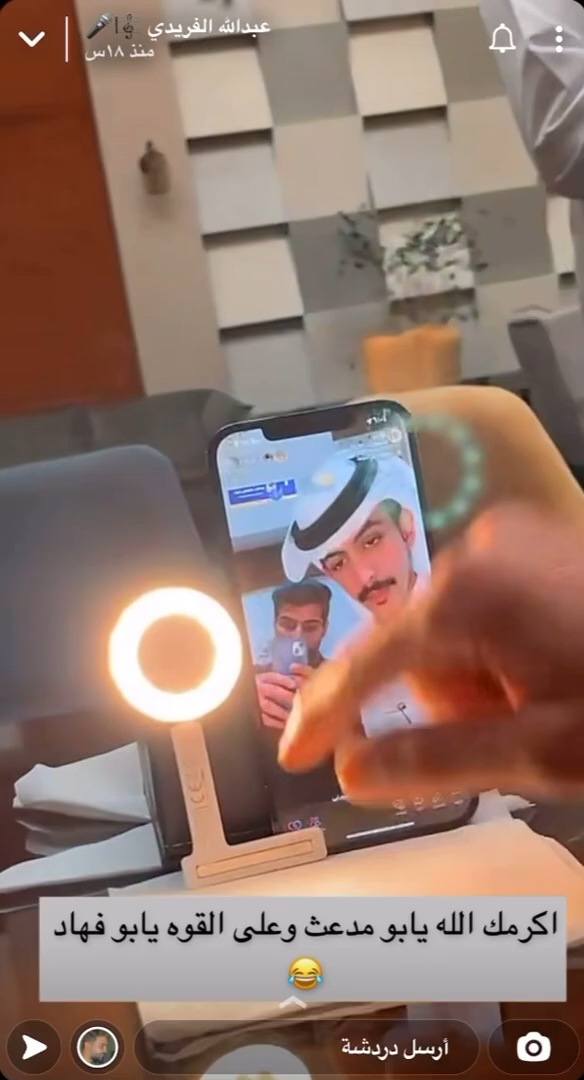 عبدالله الفريدي
منذ ١٨س
اكرمك الله يابو مدعث وعلى القوه يابو فهاد
😂
أرسل دردشة